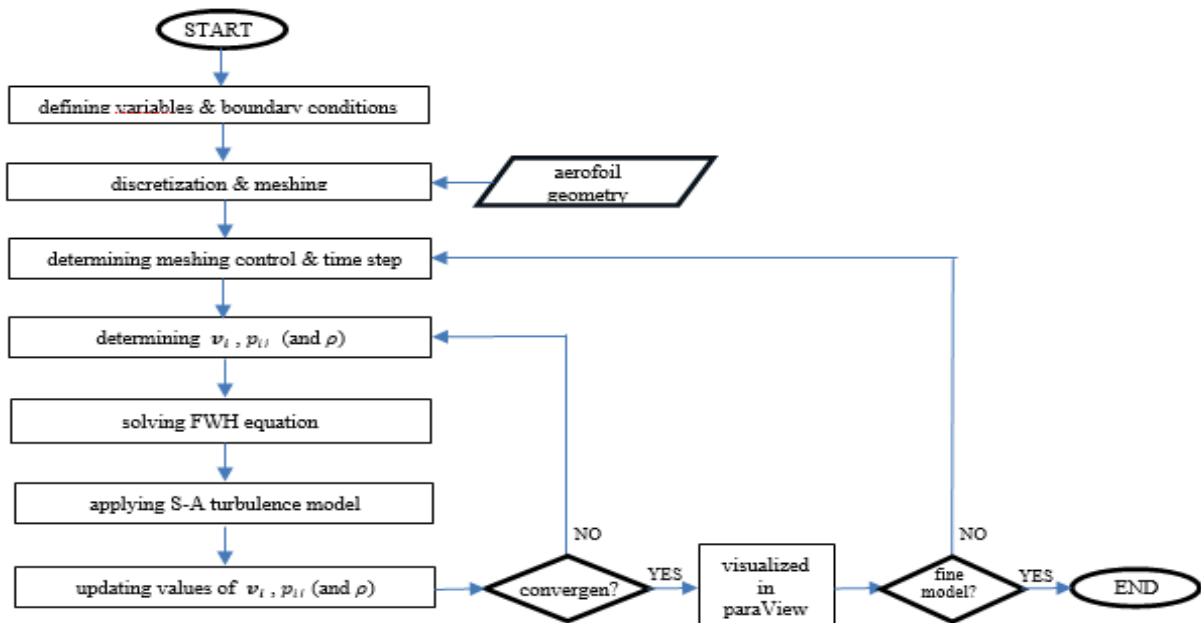 START
defining variables & boundary conditions
discretization & meshing
aerofoil
geometry
determining meshing control & time step
determining v_i , p_ij (and ρ)
solving FWH equation
applying S-A turbulence model
updating values of v_i , p_ij (and ρ)
NO
convergen?
YES
visualized
in
paraView
NO
fine
model?
YES
END